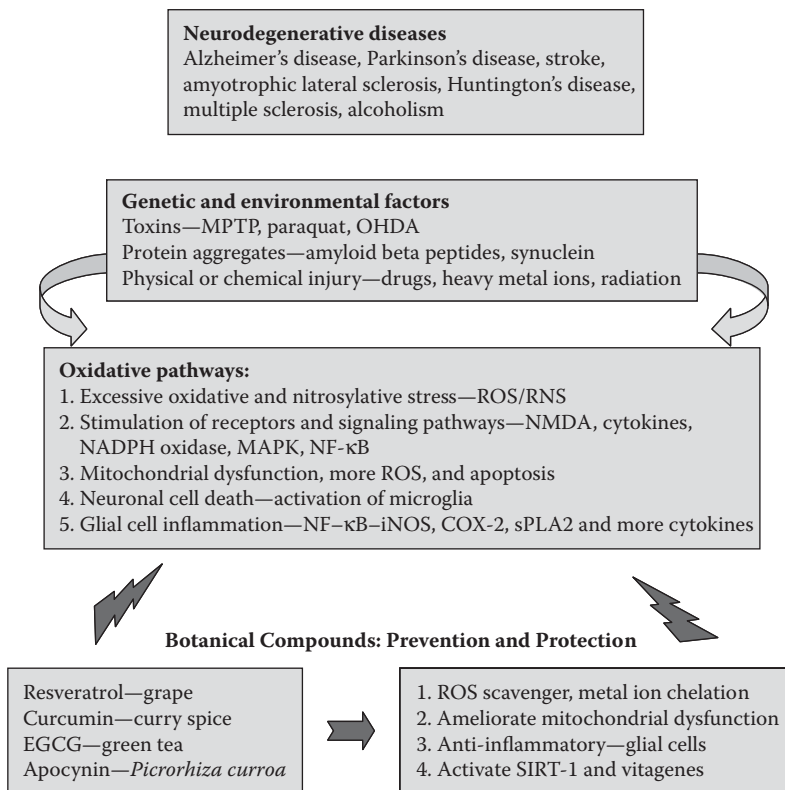 Neurodegenerative diseases
Alzheimer’s disease, Parkinson’s disease, stroke,
amyotrophic lateral sclerosis, Huntington’s disease,
multiple sclerosis, alcoholism
Genetic and environmental factors
Toxins—MPTP, paraquat, OHDA
Protein aggregates—amyloid beta peptides, synuclein
Physical or chemical injury—drugs, heavy metal ions, radiation
Oxidative pathways:
1. Excessive oxidative and nitrosylative stress—ROS/RNS
2. Stimulation of receptors and signaling pathways—NMDA, cytokines,
NADPH oxidase, MAPK, NF-κB
3. Mitochondrial dysfunction, more ROS, and apoptosis
4. Neuronal cell death—activation of microglia
5. Glial cell inflammation—NF–κB–iNOS, COX-2, sPLA2 and more cytokines
Botanical Compounds: Prevention and Protection
Resveratrol—grape
Curcumin—curry spice
EGCG—green tea
Apocynin—Picrorhiza curroa
1. ROS scavenger, metal ion chelation
2. Ameliorate mitochondrial dysfunction
3. Anti-inflammatory—glial cells
4. Activate SIRT-1 and vitagenes